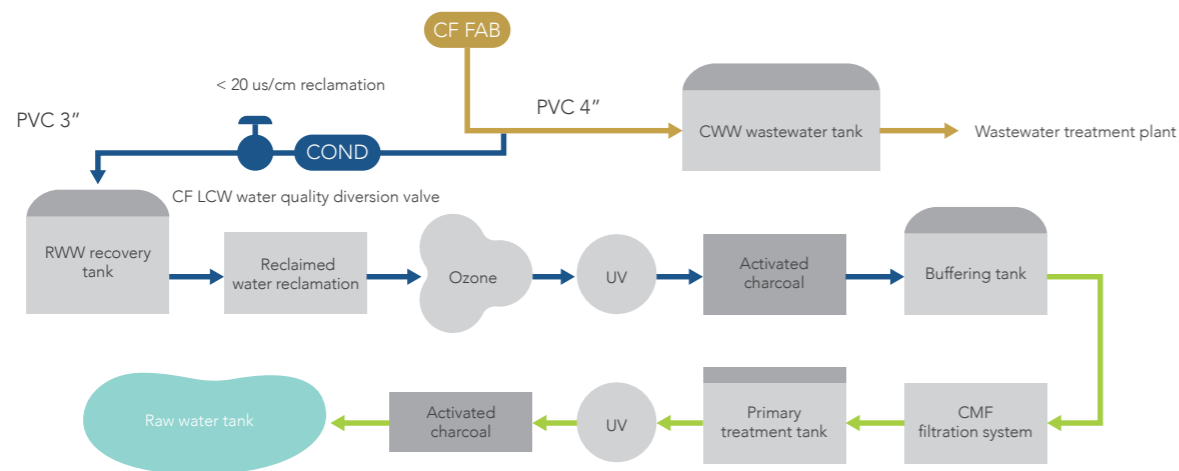 CF FAB
< 20 us/cm reclamation
PVC 3”
PVC 4”
CWW wastewater tank
Wastewater treatment plant
COND
CF LCW water quality diversion valve
RWW recovery
tank
Reclaimed
water reclamation
Ozone
UV
Activated
charcoal
Buffering tank
Raw water tank
Activated
charcoal
UV
Primary
treatment tank
CMF
filtration system